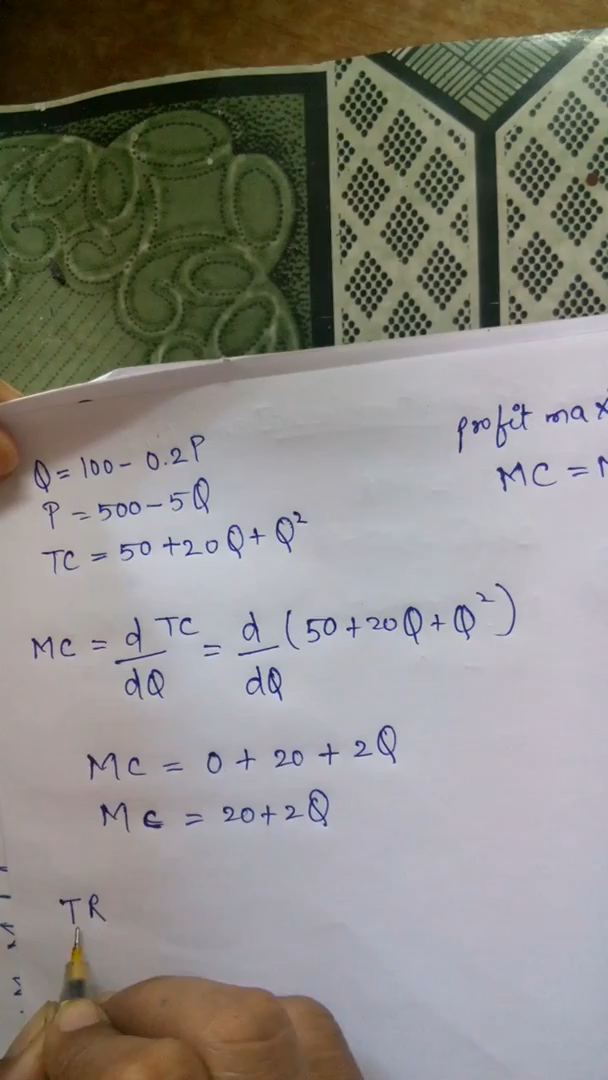 Q = 100 - 0.2P
P = 500 - 5Q
TC = 50 + 20Q + Q²
profit max
MC = M
MC = d TC / dQ = d / dQ (50 + 20Q + Q²)
MC = 0 + 20 + 2Q
MC = 20 + 2Q
TR